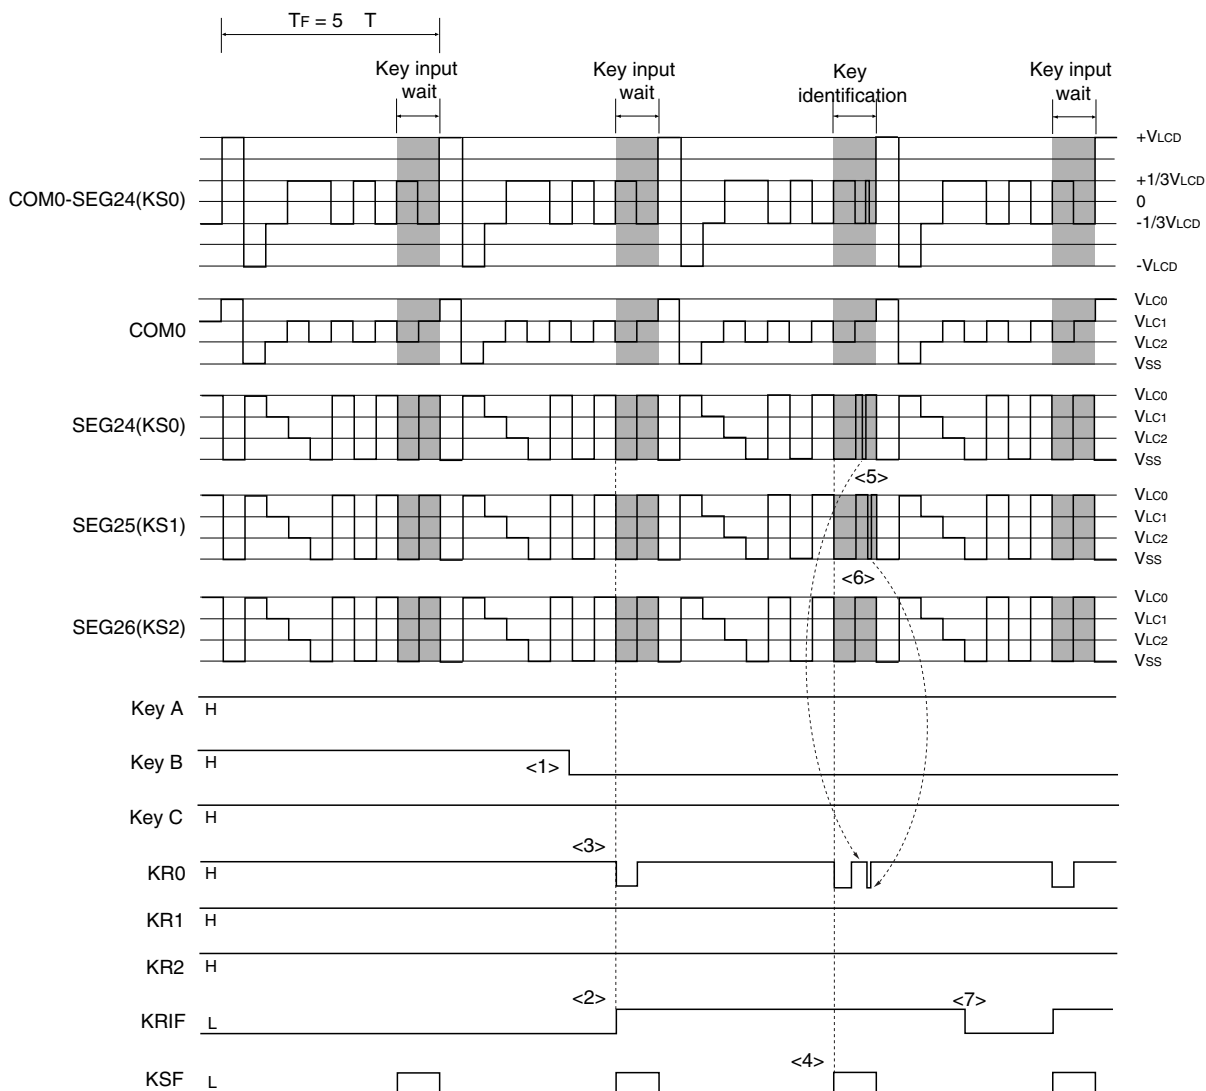 TF = 5 T
Key input wait
Key input wait
Key identification
Key input wait
COM0-SEG24(KS0)
+VLCD
+1/3VLCD
0
-1/3VLCD
-VLCD
COM0
VLC0
VLC1
VLC2
VSS
SEG24(KS0)
VLC0
VLC1
VLC2
VSS
<5>
SEG25(KS1)
VLC0
VLC1
VLC2
VSS
<6>
SEG26(KS2)
VLC0
VLC1
VLC2
VSS
Key A H
Key B H
<1>
Key C H
<3>
KR0 H
KR1 H
KR2 H
<2>
<7>
KRIF L
<4>
KSF L